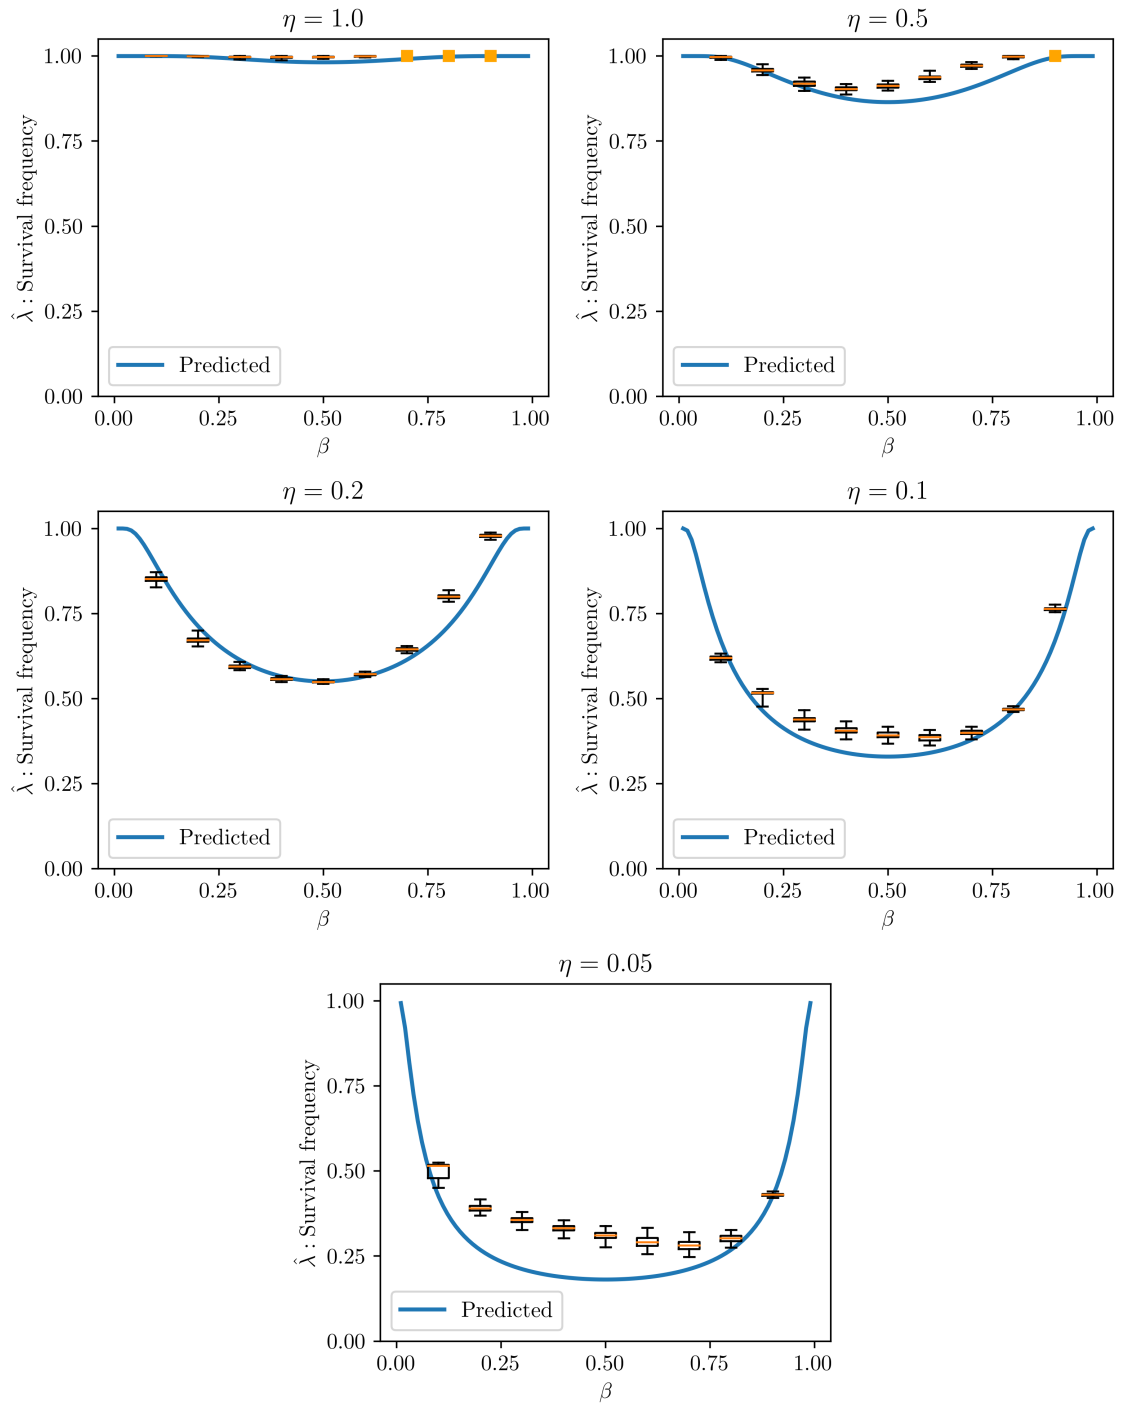 η = 1.0
1.00
0.75
0.50
0.25
0.00
λ̂ : Survival frequency
Predicted
0.00 0.25 0.50 0.75 1.00
β
η = 0.5
1.00
0.75
0.50
0.25
0.00
λ̂ : Survival frequency
Predicted
0.00 0.25 0.50 0.75 1.00
β
η = 0.2
1.00
0.75
0.50
0.25
0.00
λ̂ : Survival frequency
Predicted
0.00 0.25 0.50 0.75 1.00
β
η = 0.1
1.00
0.75
0.50
0.25
0.00
λ̂ : Survival frequency
Predicted
0.00 0.25 0.50 0.75 1.00
β
η = 0.05
1.00
0.75
0.50
0.25
0.00
λ̂ : Survival frequency
Predicted
0.00 0.25 0.50 0.75 1.00
β